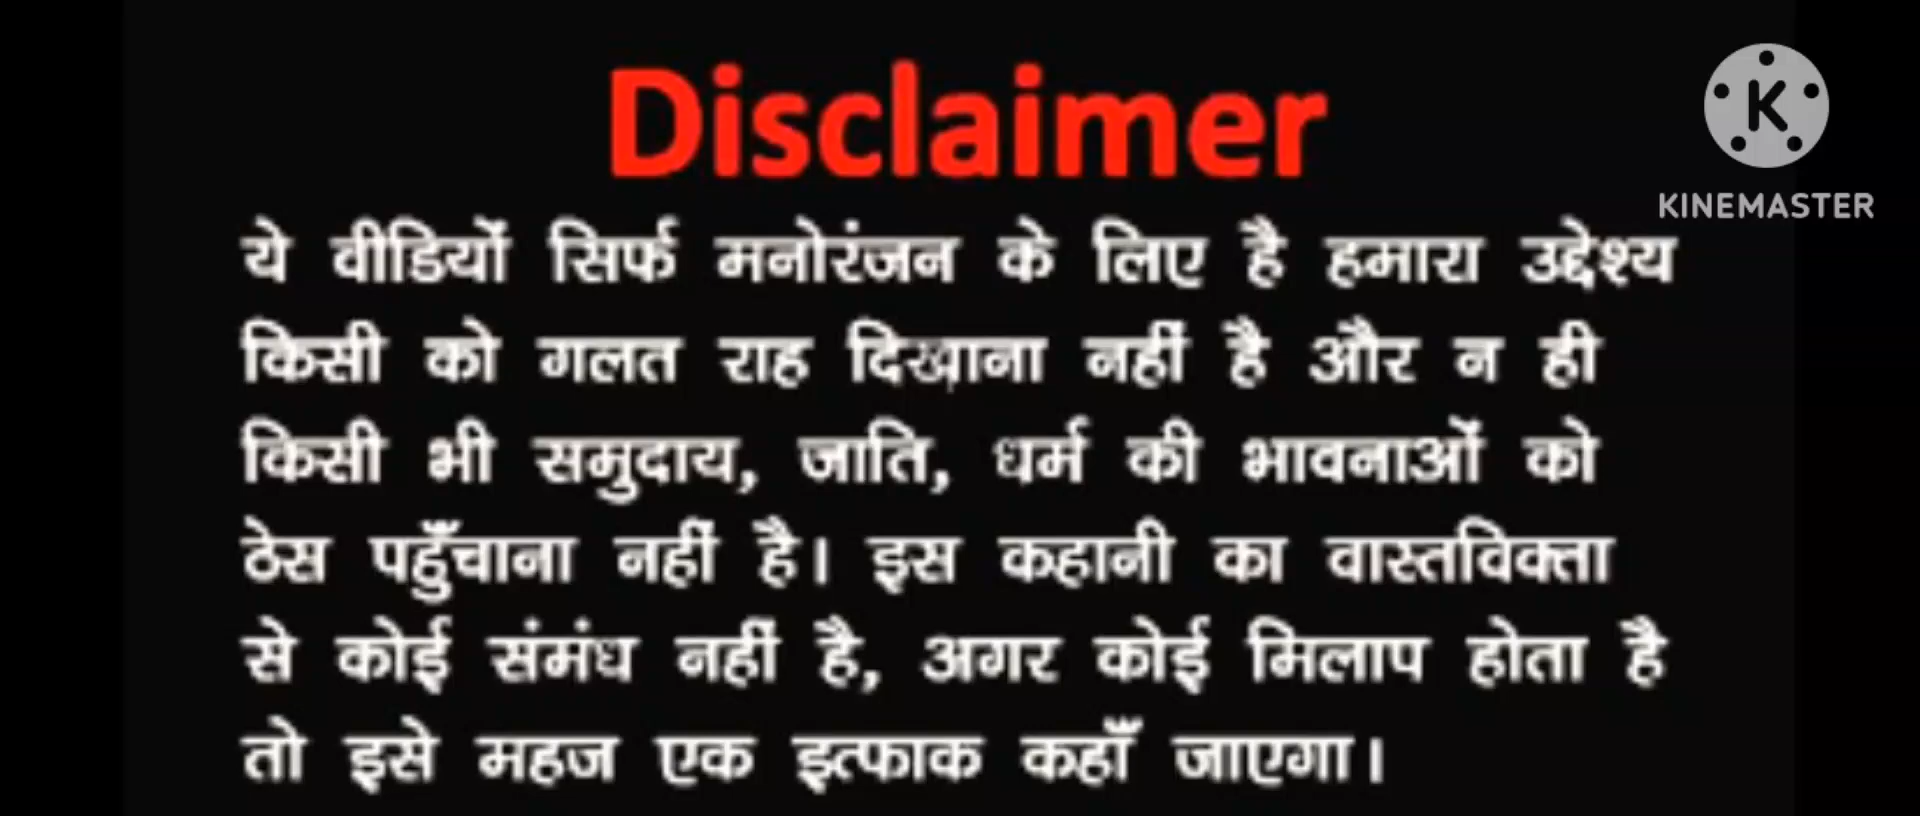 Disclaimer
K
KINEMASTER
ये वीडियों सिर्फ मनोरंजन के लिए है हमारा उद्देश्य
किसी को गलत राह दिखाना नहीं है और न ही
किसी भी समुदाय, जाति, धर्म की भावनाओं को
ठेस पहुँचाना नहीं है। इस कहानी का वास्तविक्ता
से कोई संमंध नहीं है, अगर कोई मिलाप होता है
तो इसे महज एक इत्फाक कहाँ जाएगा।